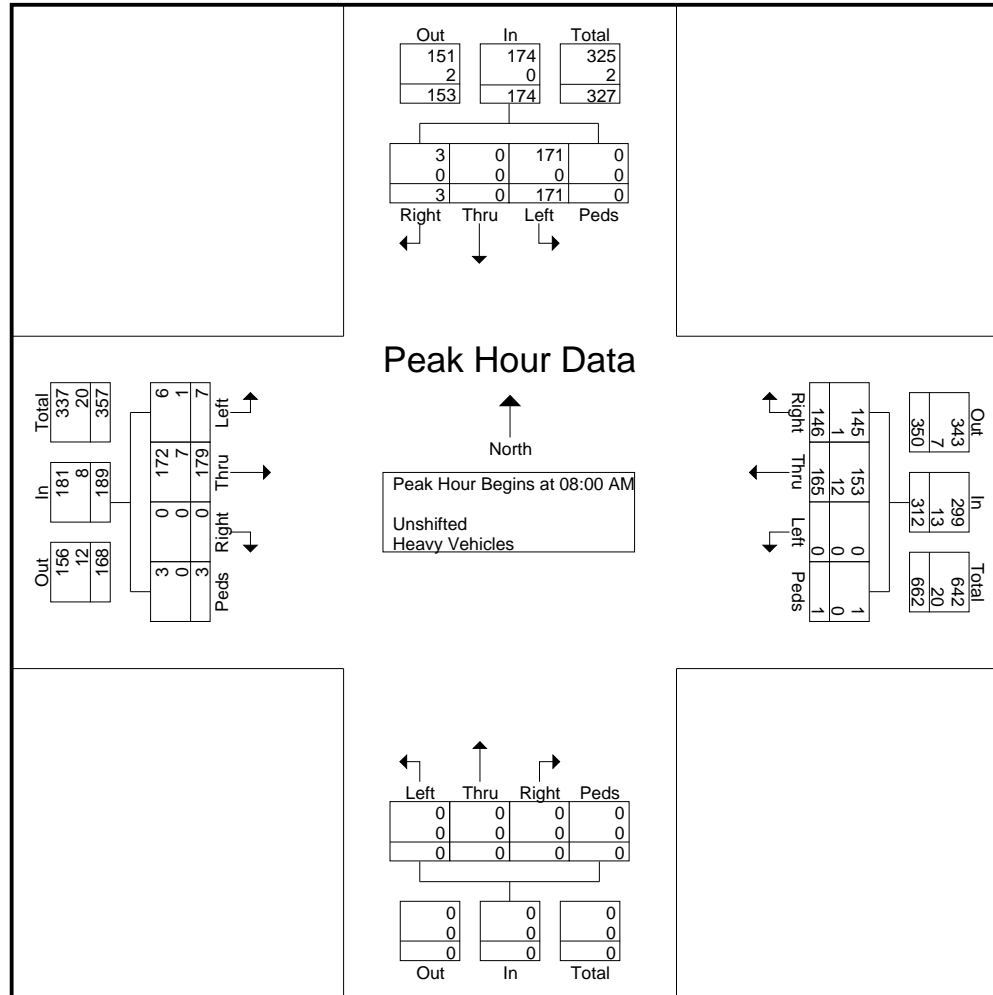 Out In Total
151 174 325
2 0 2
153 174 327
3 0 171 0
0 0 0 0
3 0 171 0
Right Thru Left Peds
Peak Hour Data
North
Peak Hour Begins at 08:00 AM
Unshifted
Heavy Vehicles
Left Thru Right Peds
6 172 0 3
1 7 0 0
7 179 0 3
Total In Out
337 181 156
20 8 12
357 189 168
Right Thru Left Peds
145 153 0 1
1 12 0 0
146 165 0 1
Out In Total
343 299 642
7 13 20
350 312 662
Left Thru Right Peds
0 0 0 0
0 0 0 0
0 0 0 0
0 0 0
0 0 0
0 0 0
Out In Total